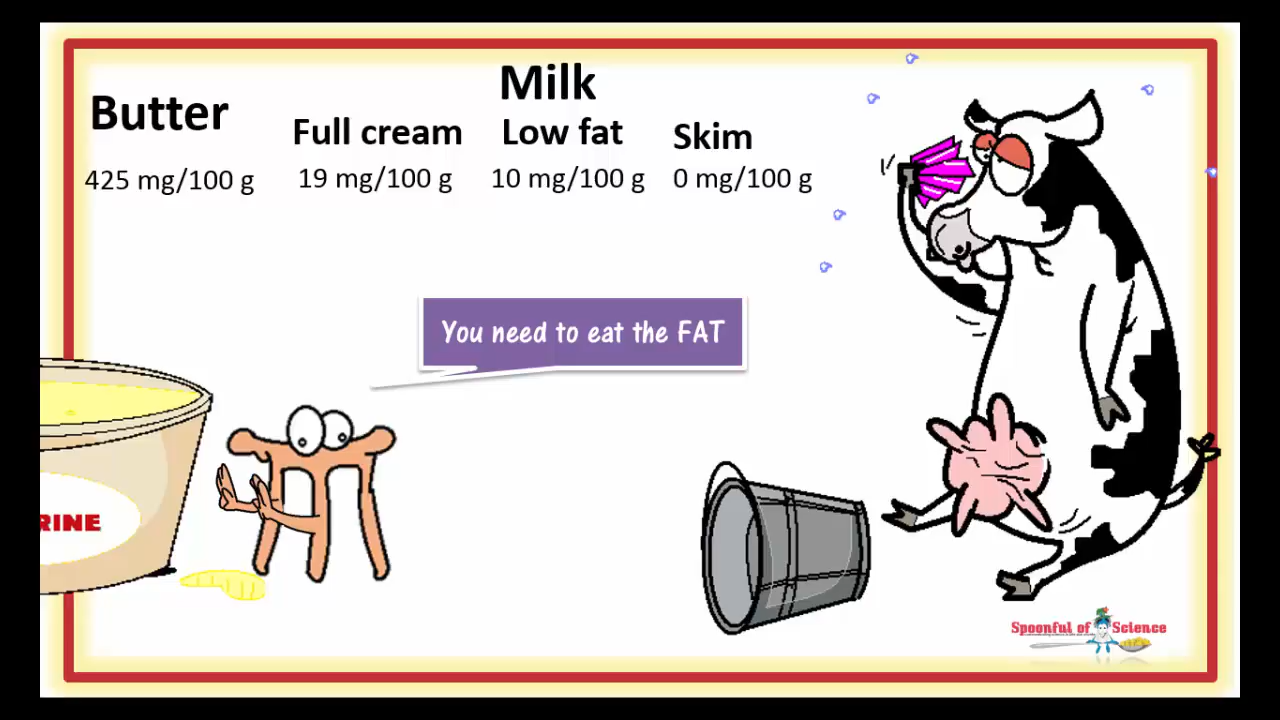 Milk
Butter
Full cream Low fat Skim
425 mg/100 g 19 mg/100 g 10 mg/100 g 0 mg/100 g
You need to eat the FAT
RINE
Spoonful of Science